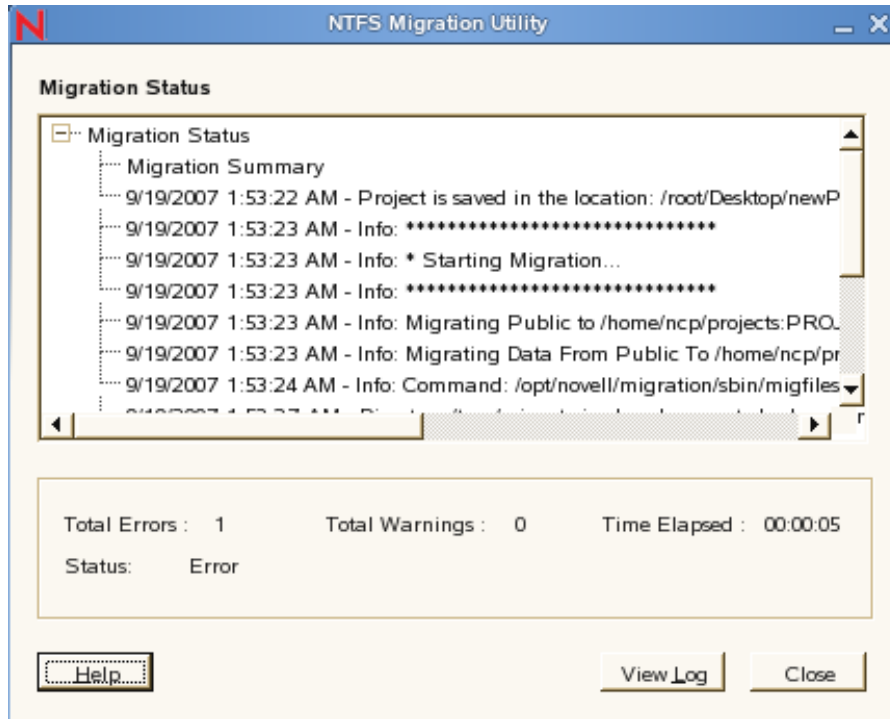 NTFS Migration Utility
Migration Status
Migration Status
Migration Summary
9/19/2007 1:53:22 AM - Project is saved in the location: /root/Desktop/newP
9/19/2007 1:53:23 AM - Info: ******************************
9/19/2007 1:53:23 AM - Info: * Starting Migration...
9/19/2007 1:53:23 AM - Info: ******************************
9/19/2007 1:53:23 AM - Info: Migrating Public to /home/ncp/projects:PROJ
9/19/2007 1:53:23 AM - Info: Migrating Data From Public To /home/ncp/pr
9/19/2007 1:53:24 AM - Info: Command: /opt/novell/migration/sbin/migfiles
Total Errors : 1 Total Warnings : 0 Time Elapsed : 00:00:05
Status: Error
Help View Log Close